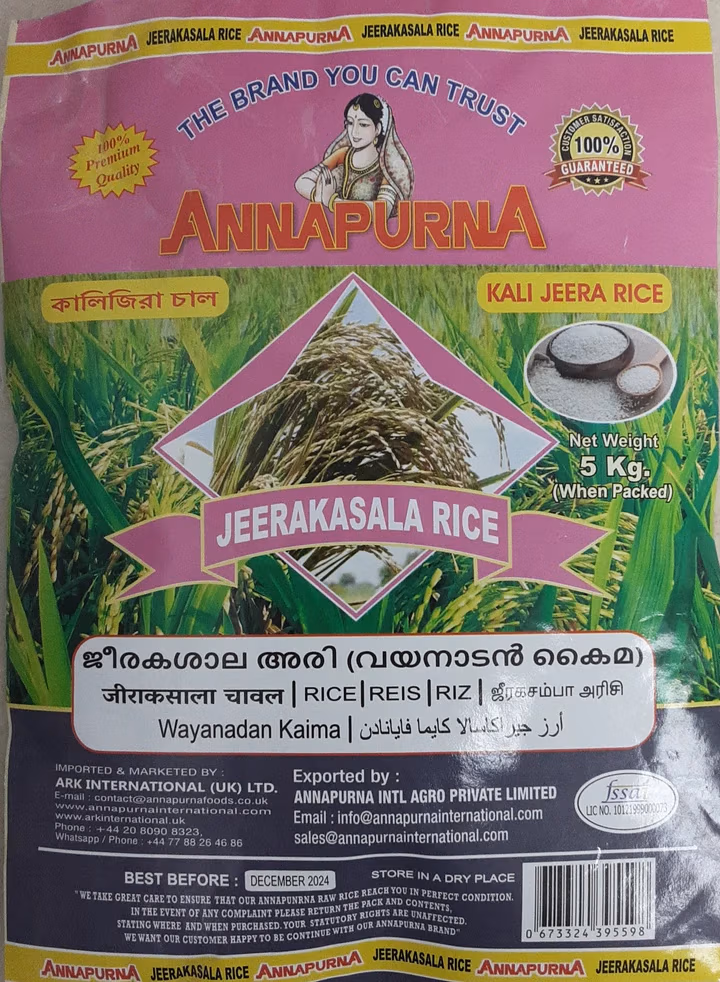 ANNAPURNA JEERAKASALA RICE ANNAPURNA JEERAKASALA RICE ANNAPURNA JEERAKASALA RICE
THE BRAND YOU CAN TRUST
100%
Premium
Quality
CUSTOMER SATISFACTION
100%
GUARANTEED
ANNAPURNA
কালিজিরা চাল
KALI JEERA RICE
Net Weight
5 Kg.
(When Packed)
JEERAKASALA RICE
ജീരകശാല അരി (വയനാടൻ കൈമ)
जीराकसाला चावल | RICE | REIS | RIZ | ஜீரகசம்பா அரிசி
Wayanadan Kaima | أرز جيراكاسالا كايما فايانادن
IMPORTED & MARKETED BY :
ARK INTERNATIONAL (UK) LTD.
E-mail : contact@annapurnafoods.co.uk
www.annapurnainternational.com
www.arkinternational.uk
Phone : +44 20 8090 8323,
Whatsapp / Phone : +44 77 88 26 46 86
Exported by :
ANNAPURNA INTL AGRO PRIVATE LIMITED
Email : info@annapurnainternational.com
sales@annapurnainternational.com
fssai
LIC NO. 10121999000073
BEST BEFORE : DECEMBER 2024
STORE IN A DRY PLACE
"WE TAKE GREAT CARE TO ENSURE THAT OUR ANNAPUNRNA RAW RICE REACH YOU IN PERFECT CONDITION.
IN THE EVENT OF ANY COMPLAINT PLEASE RETURN THE PACK AND CONTENTS,
STATING WHERE AND WHEN PURCHASED. YOUR STATUTORY RIGHTS ARE UNAFFECTED.
WE WANT OUR CUSTOMER HAPPY TO BE CONTINUE WITH OUR ANNAPURNA BRAND"
0 673324 395598
ANNAPURNA JEERAKASALA RICE ANNAPURNA JEERAKASALA RICE ANNAPURNA JEERAKASALA RICE